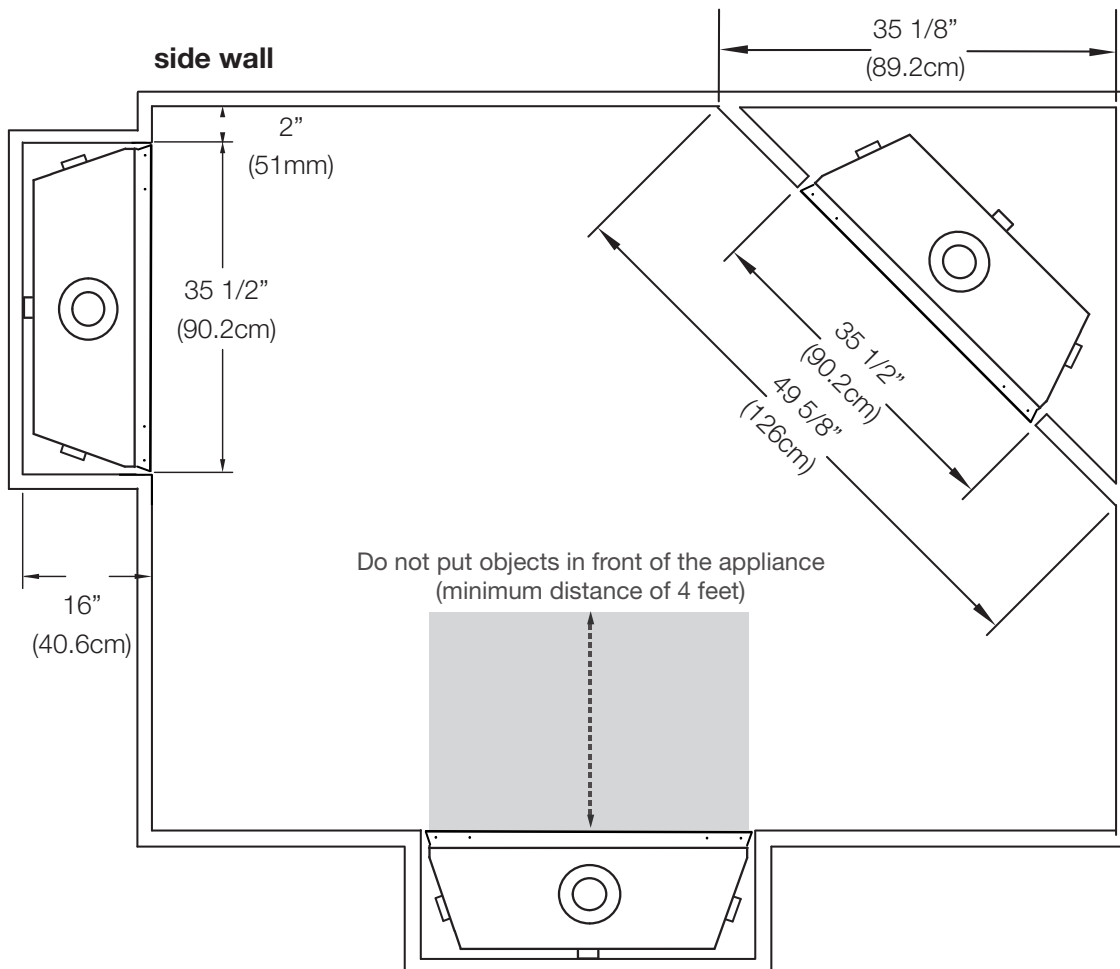 35 1/8”
(89.2cm)
side wall
2”
(51mm)
35 1/2”
(90.2cm)
35 1/2”
(90.2cm)
49 5/8”
(126cm)
Do not put objects in front of the appliance
(minimum distance of 4 feet)
16”
(40.6cm)